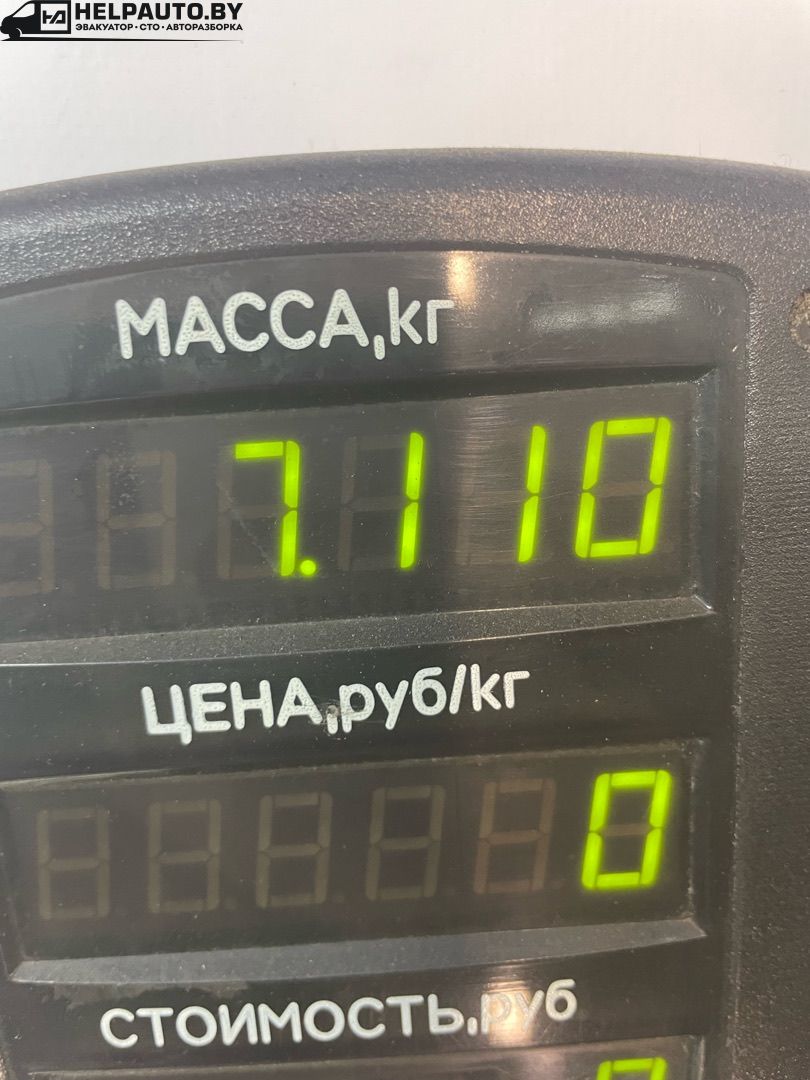 HELPAUTO.BY
ЭВАКУАТОР • СТО • АВТОРАЗБОРКА
МАССА,кг
7.110
ЦЕНА,руб/кг
0
СТОИМОСТЬ,руб